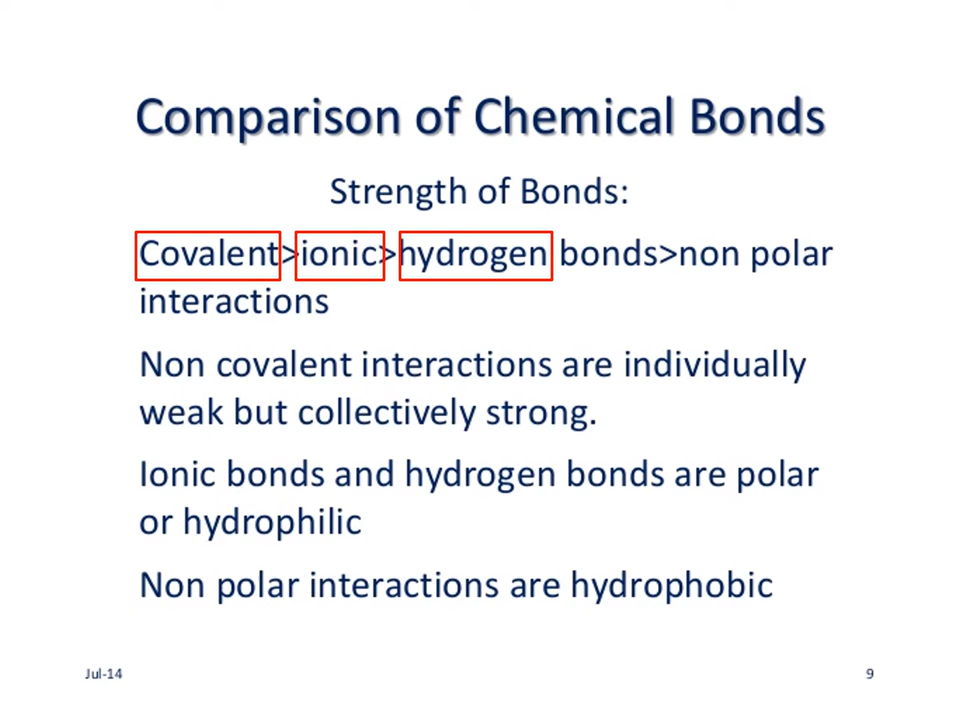 Comparison of Chemical Bonds
Strength of Bonds:
Covalent>ionic>hydrogen bonds>non polar
interactions
Non covalent interactions are individually
weak but collectively strong.
Ionic bonds and hydrogen bonds are polar
or hydrophilic
Non polar interactions are hydrophobic
Jul-14 9